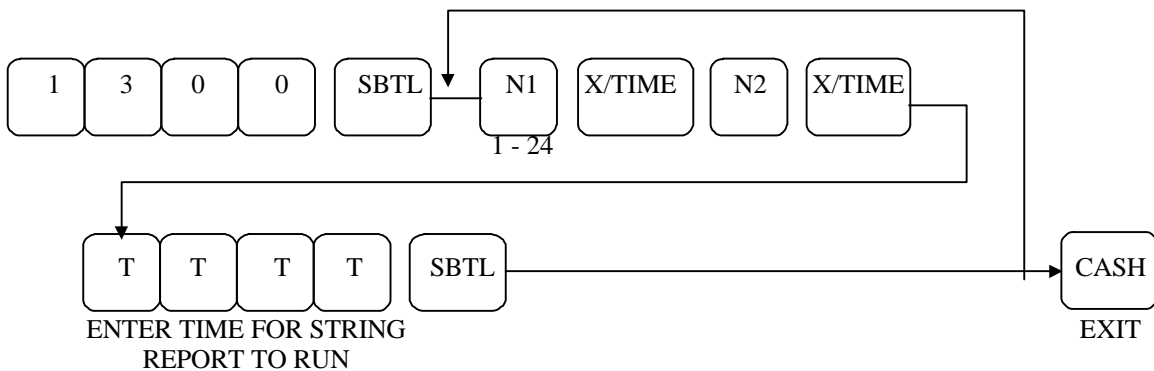 1 3 0 0 SBTL N1 X/TIME N2 X/TIME
1 - 24
T T T T SBTL CASH
ENTER TIME FOR STRING EXIT
REPORT TO RUN